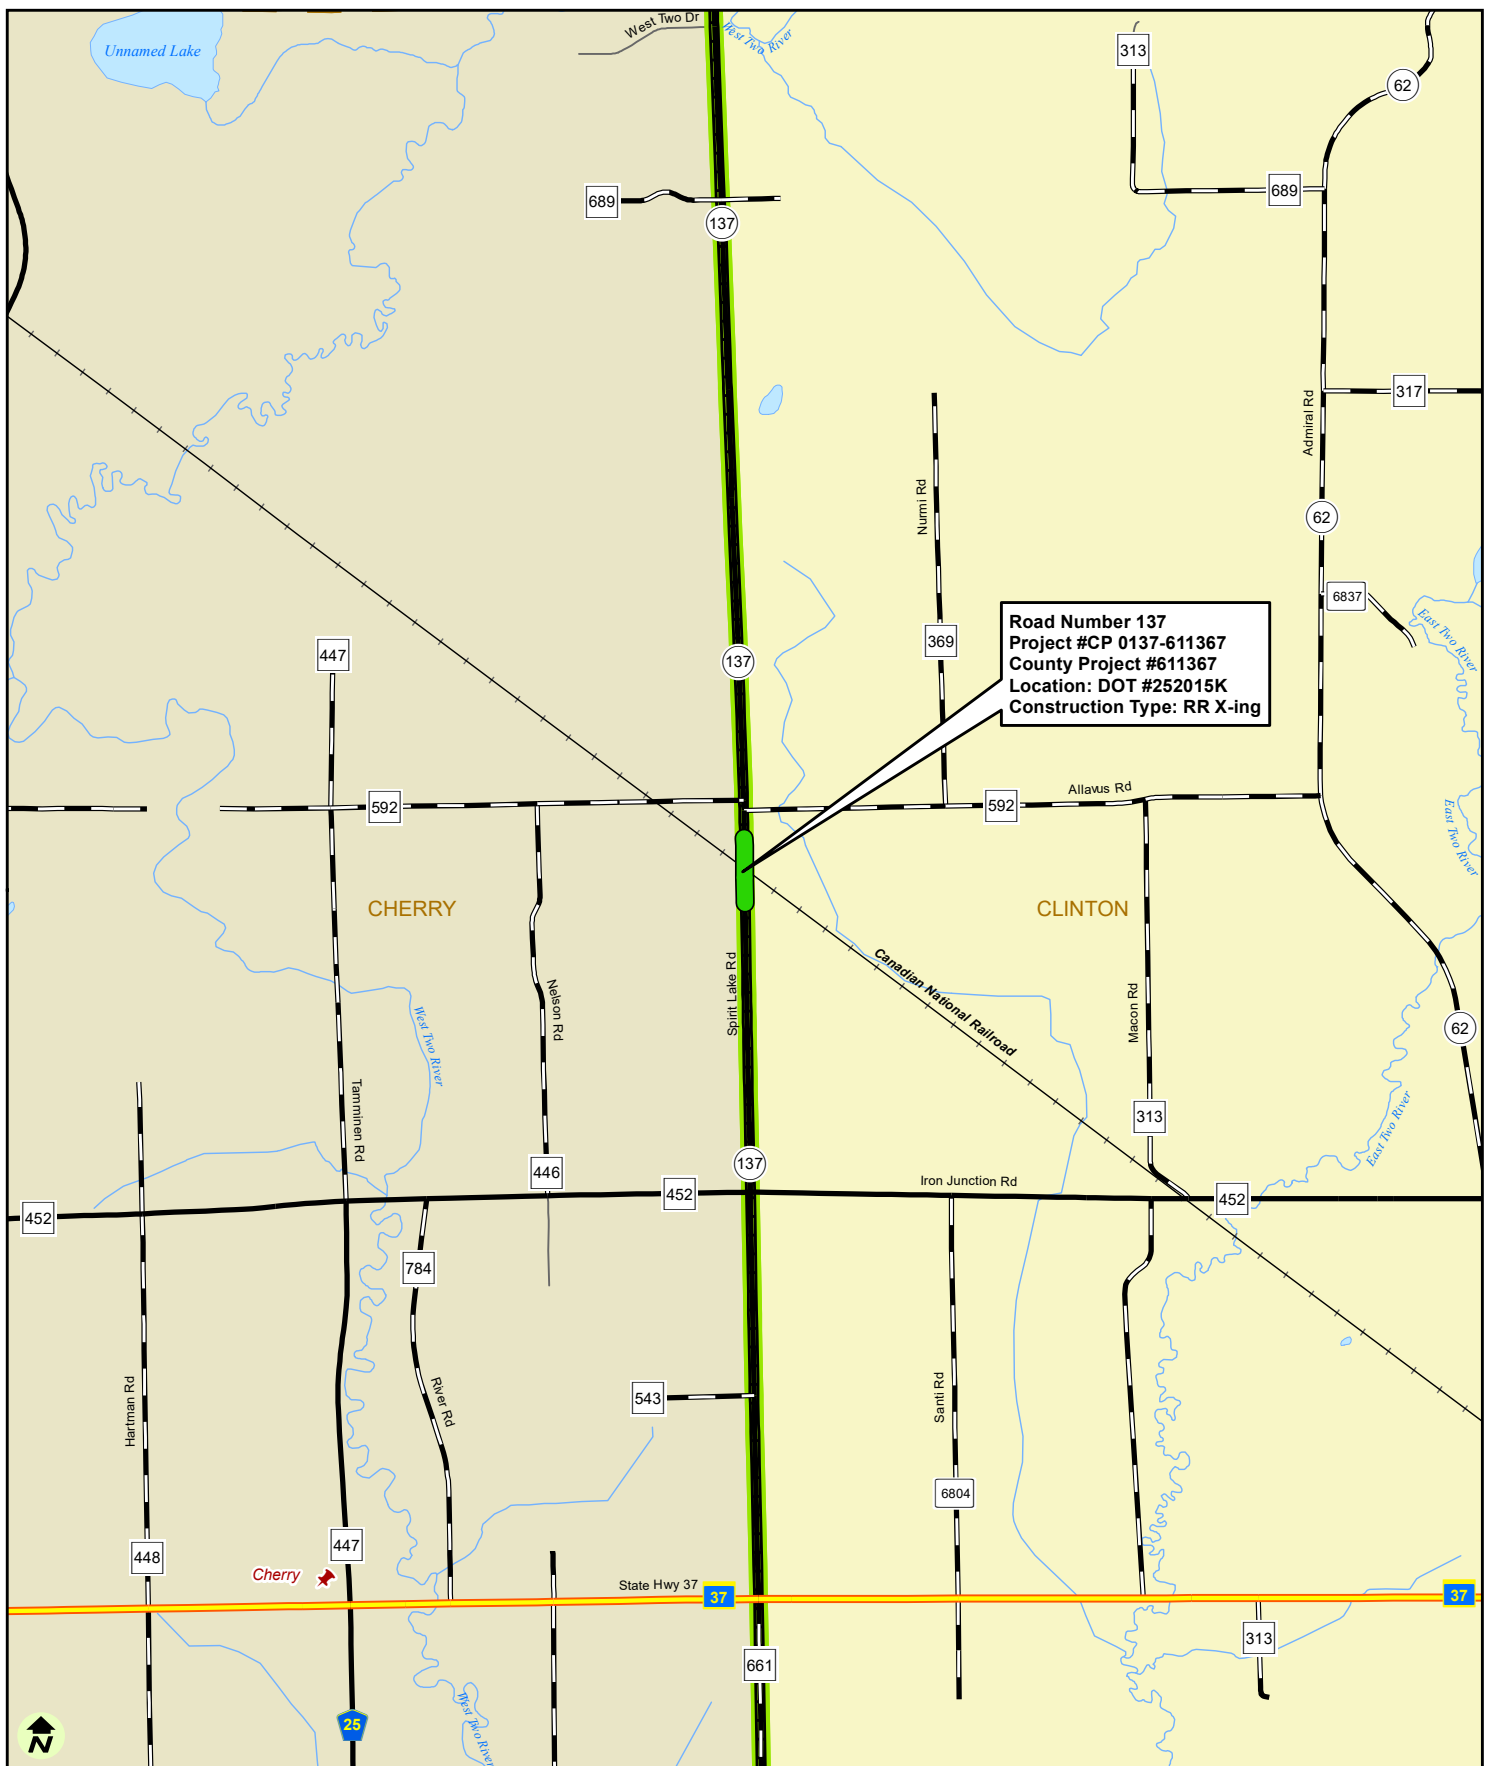 West Two Dr
Unnamed Lake
West Two River
313
62
689
689
137
317
Admiral Rd
Nurmi Rd
62
6837
East Two River
Road Number 137
Project #CP 0137-611367
County Project #611367
Location: DOT #252015K
Construction Type: RR X-ing
369
447
137
Allavus Rd
592
592
East Two River
CHERRY
CLINTON
Spirit Lake Rd
Canadian National Railroad
Nelson Rd
Macon Rd
West Two River
62
Tamminen Rd
313
East Two River
137
446
452
Iron Junction Rd
452
452
784
Hartman Rd
River Rd
543
Santi Rd
6804
447
448
Cherry
State Hwy 37
37
37
313
661
West Two River
25
N